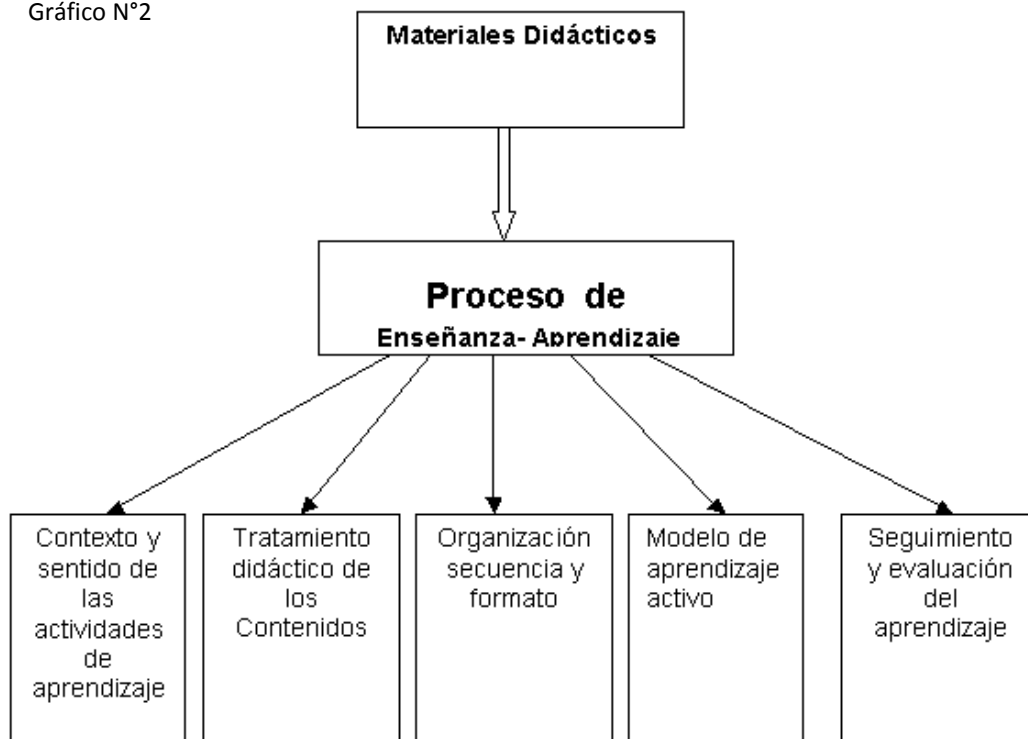 Gráfico N°2
Materiales Didácticos
Proceso de
Enseñanza- Aprendizaje
Contexto y
sentido de
las
actividades
de
aprendizaje
Tratamiento
didáctico de
los
Contenidos
Organización
secuencia y
formato
Modelo de
aprendizaje
activo
Seguimiento
y evaluación
del
aprendizaje